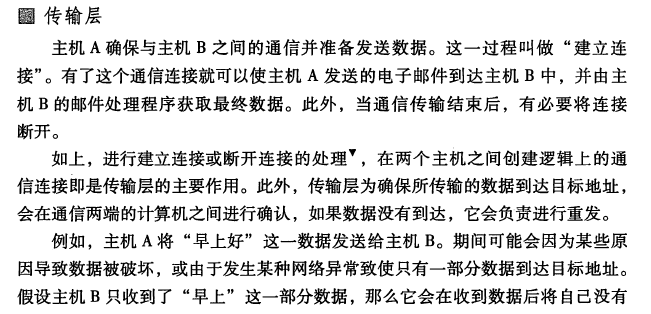 传输层
主机 A 确保与主机 B 之间的通信并准备发送数据。这一过程叫做“建立连
接”。有了这个通信连接就可以使主机 A 发送的电子邮件到达主机 B 中，并由主
机 B 的邮件处理程序获取最终数据。此外，当通信传输结束后，有必要将连接
断开。
如上，进行建立连接或断开连接的处理▼，在两个主机之间创建逻辑上的通
信连接即是传输层的主要作用。此外，传输层为确保所传输的数据到达目标地址，
会在通信两端的计算机之间进行确认，如果数据没有到达，它会负责进行重发。
例如，主机 A 将“早上好”这一数据发送给主机 B。期间可能会因为某些原
因导致数据被破坏，或由于发生某种网络异常致使只有一部分数据到达目标地址。
假设主机 B 只收到了“早上”这一部分数据，那么它会在收到数据后将自己没有